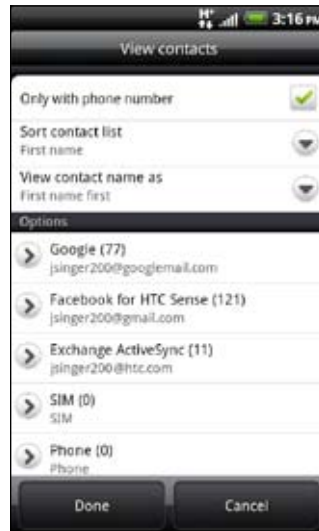 H
3:16 PM
View contacts
Only with phone number
Sort contact list
First name
View contact name as
First name first
Options
Google (77)
jsinger200@googlemail.com
Facebook for HTC Sense (121)
jsinger200@gmail.com
Exchange ActiveSync (11)
jsinger200@htc.com
SIM (0)
SIM
Phone (0)
Phone
Done
Cancel